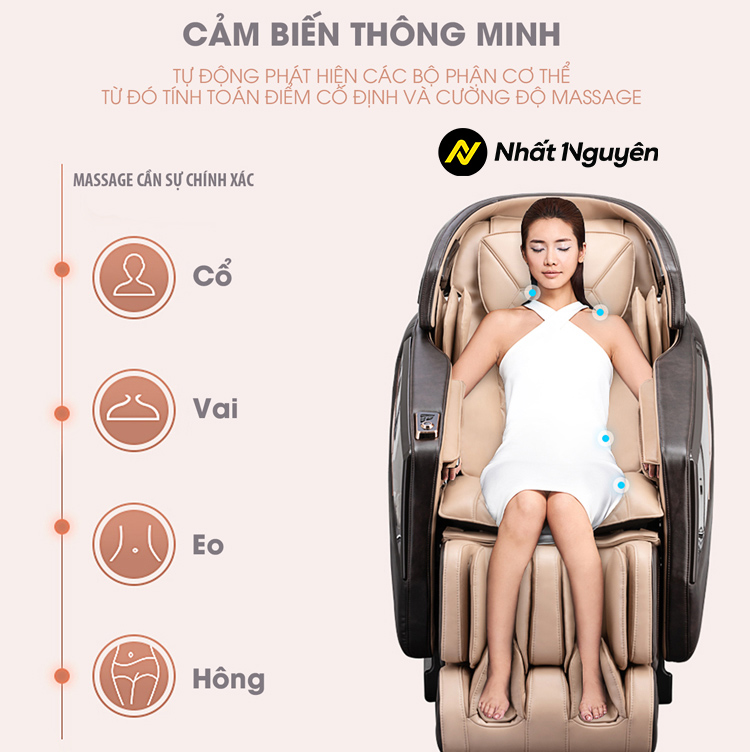 CẢM BIẾN THÔNG MINH
TỰ ĐỘNG PHÁT HIỆN CÁC BỘ PHẬN CƠ THỂ
TỪ ĐÓ TÍNH TOÁN ĐIỂM CỐ ĐỊNH VÀ CƯỜNG ĐỘ MASSAGE
Nhất 1Nguyên
MASSAGE CẦN SỰ CHÍNH XÁC
Cổ
Vai
Eo
Hông